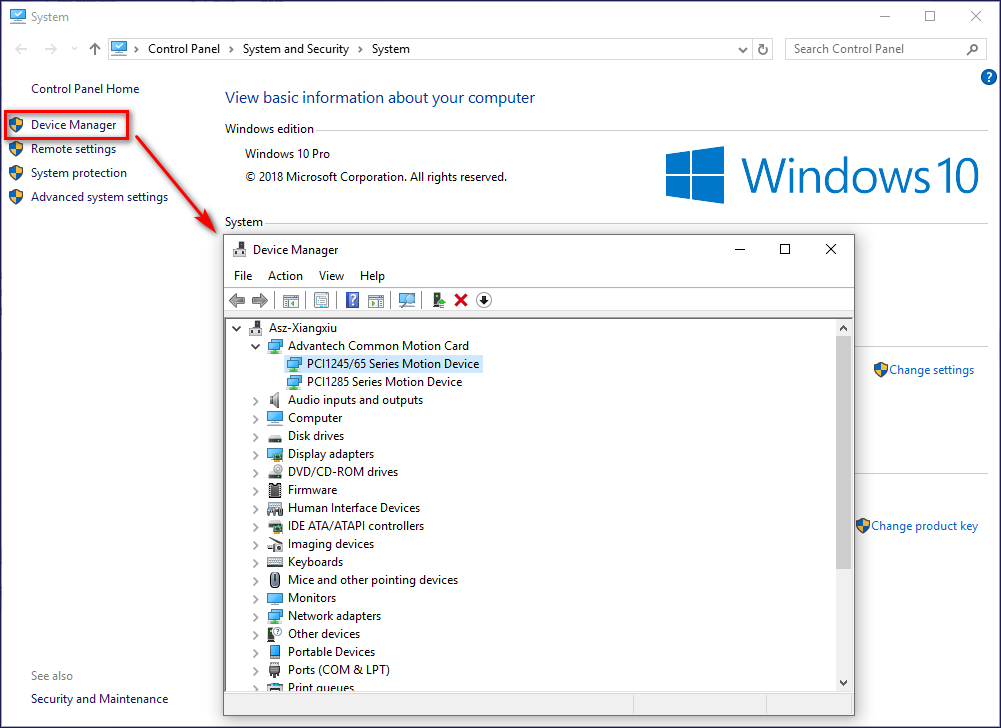 System
Control Panel
System and Security
System
Search Control Panel
?
Control Panel Home
Device Manager
Remote settings
System protection
Advanced system settings
View basic information about your computer
Windows edition
Windows 10 Pro
© 2018 Microsoft Corporation. All rights reserved.
Windows 10
System
Device Manager
File Action View Help
Asz-Xiangxiu
Advantech Common Motion Card
PCI1245/65 Series Motion Device
PCI1285 Series Motion Device
Audio inputs and outputs
Computer
Disk drives
Display adapters
DVD/CD-ROM drives
Firmware
Human Interface Devices
IDE ATA/ATAPI controllers
Imaging devices
Keyboards
Mice and other pointing devices
Monitors
Network adapters
Other devices
Portable Devices
Ports (COM & LPT)
Print queues
Change settings
Change product key
See also
Security and Maintenance